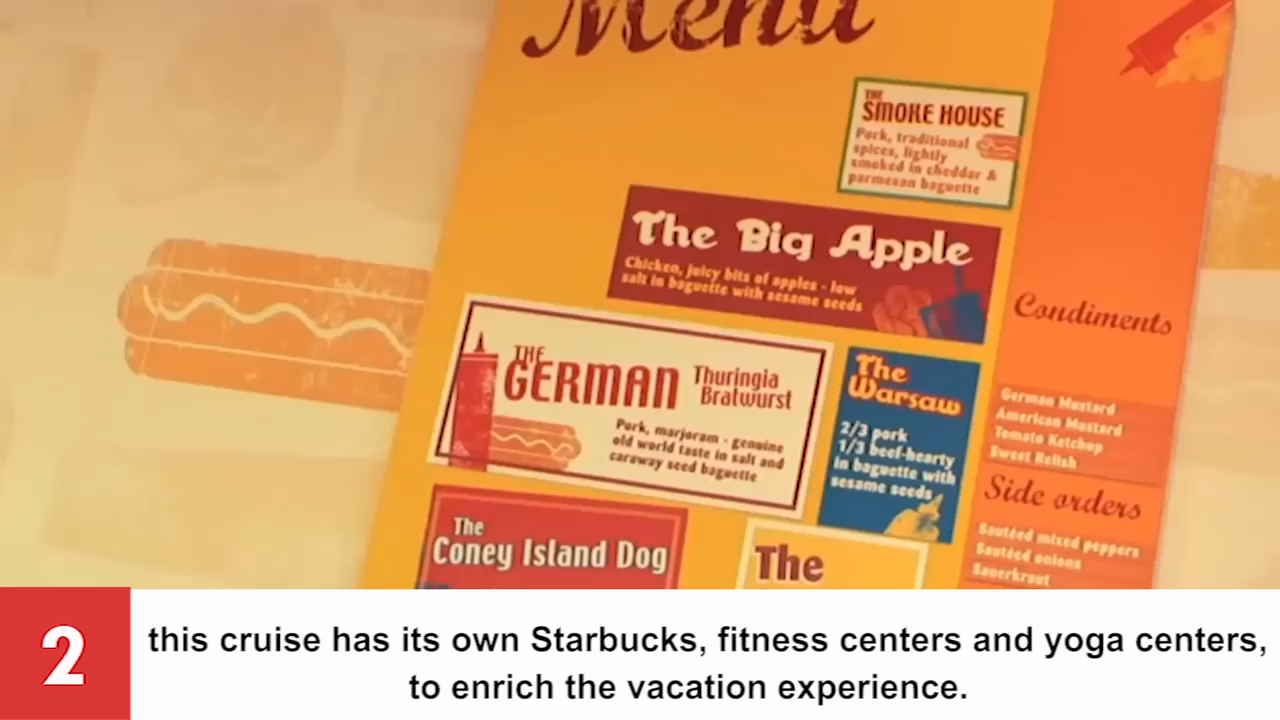 Menu
THE
SMOKE HOUSE
Pork, traditional
spices, lightly
smoked in cheddar &
parmesan baguette
The Big Apple
Chicken, juicy bits of apples - low
salt in baguette with sesame seeds
THE
GERMAN
Thuringia
Bratwurst
Pork, marjoram - genuine
old world taste in salt and
caraway seed baguette
The
Warsaw
2/3 pork
1/3 beef-hearty
in baguette with
sesame seeds
The
Coney Island Dog
The
Condiments
German Mustard
American Mustard
Tomato Ketchup
Sweet Relish
Side orders
Sautéed mixed peppers
Sautéed onions
Sauerkraut
2
this cruise has its own Starbucks, fitness centers and yoga centers,
to enrich the vacation experience.